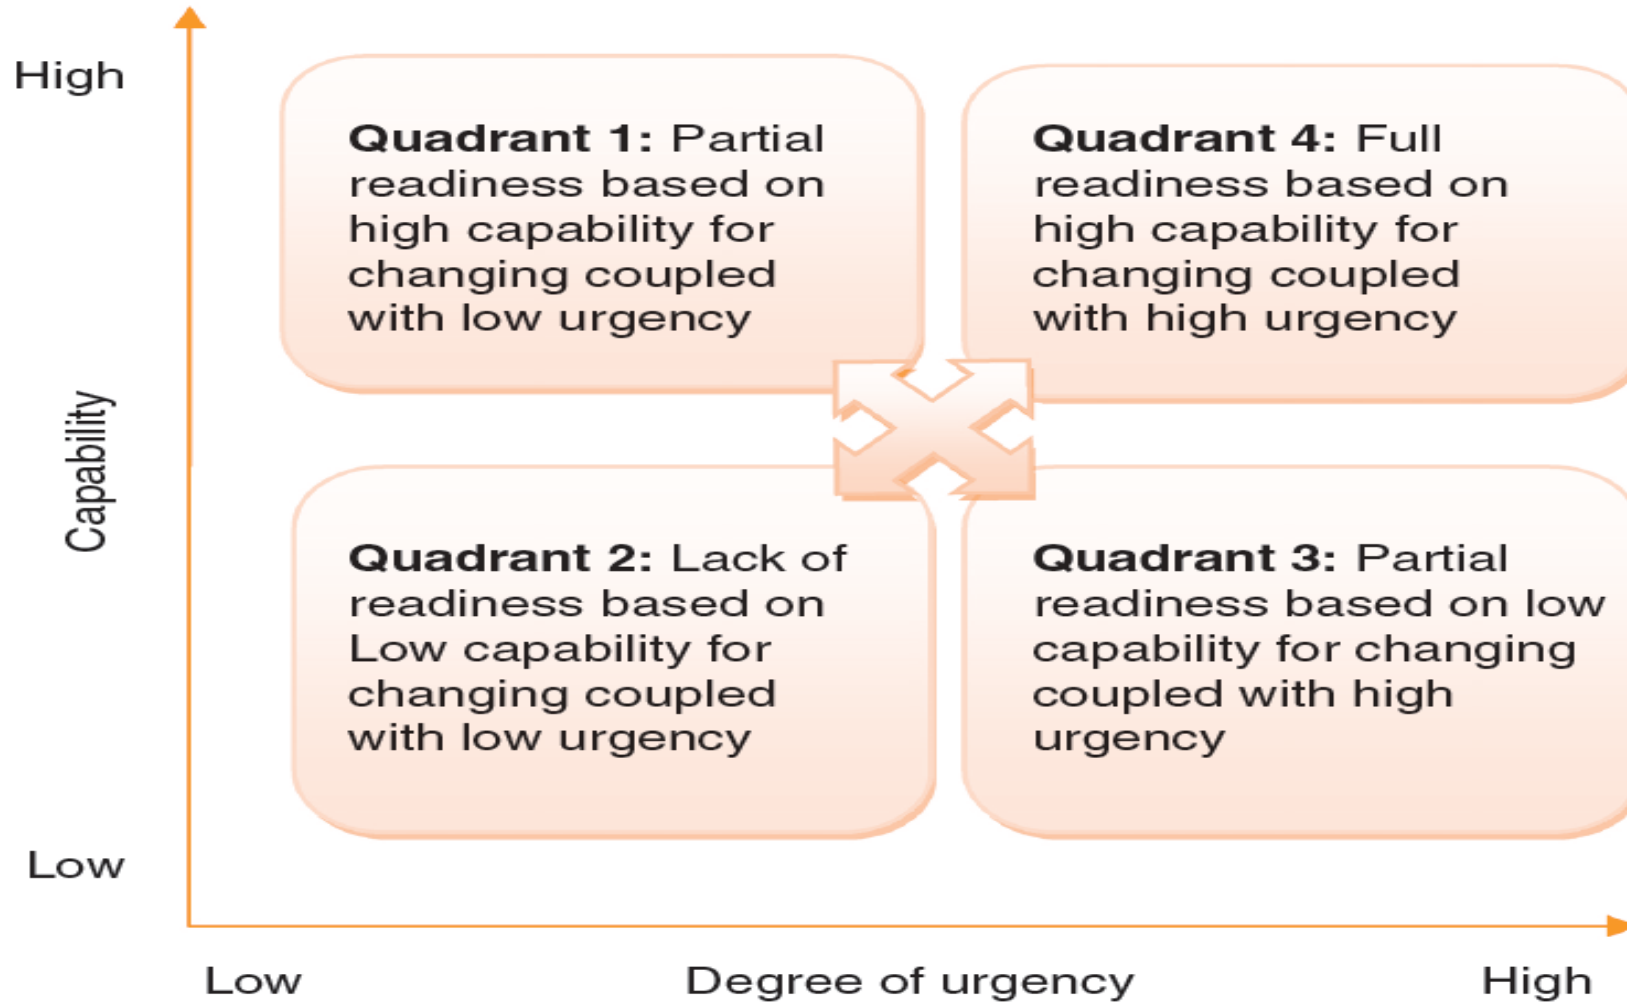 High
Quadrant 1: Partial
readiness based on
high capability for
changing coupled
with low urgency
Quadrant 4: Full
readiness based on
high capability for
changing coupled
with high urgency
Capability
Quadrant 2: Lack of
readiness based on
Low capability for
changing coupled
with low urgency
Quadrant 3: Partial
readiness based on low
capability for changing
coupled with high
urgency
Low
Low
Degree of urgency
High